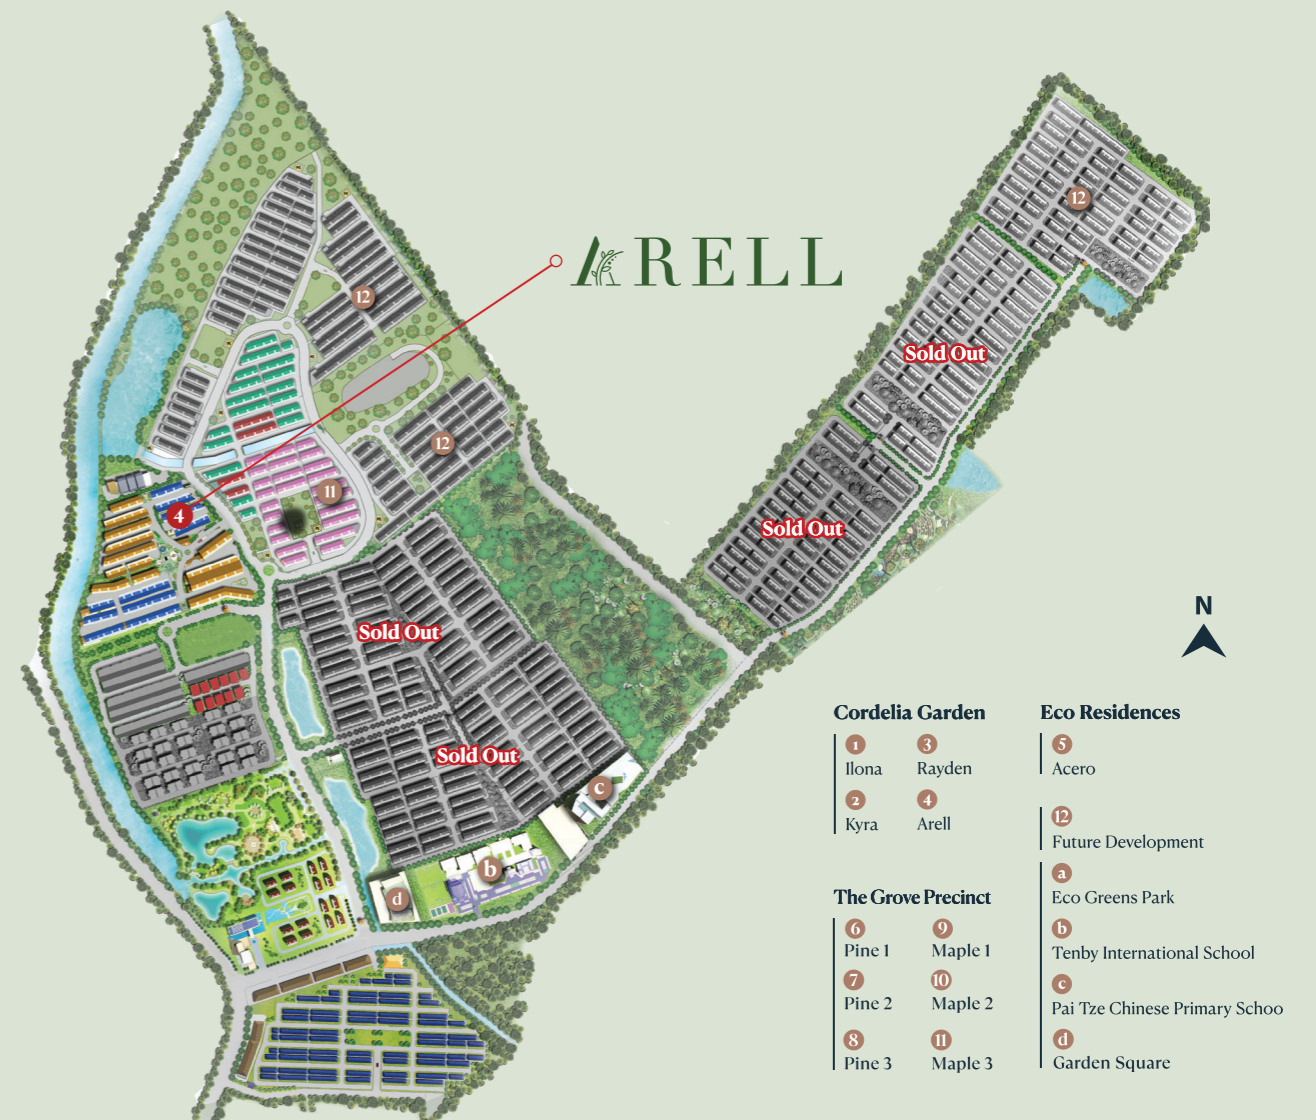 12
12
ARELL
Sold Out
12
11
4
Sold Out
N
Sold Out
Sold Out
c
b
d
Cordelia Garden
1
3
Ilona
Rayden
2
4
Kyra
Arell
Eco Residences
5
Acero
12
Future Development
a
Eco Greens Park
b
Tenby International School
c
Pai Tze Chinese Primary Schoo
d
Garden Square
The Grove Precinct
6
9
Pine 1
Maple 1
7
10
Pine 2
Maple 2
8
11
Pine 3
Maple 3